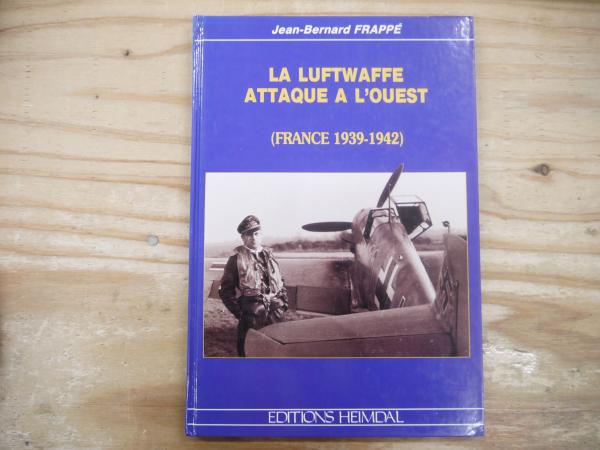 Jean-Bernard FRAPPÉ
LA LUFTWAFFE
ATTAQUE A L'OUEST
(FRANCE 1939-1942)
EDITIONS HEIMDAL